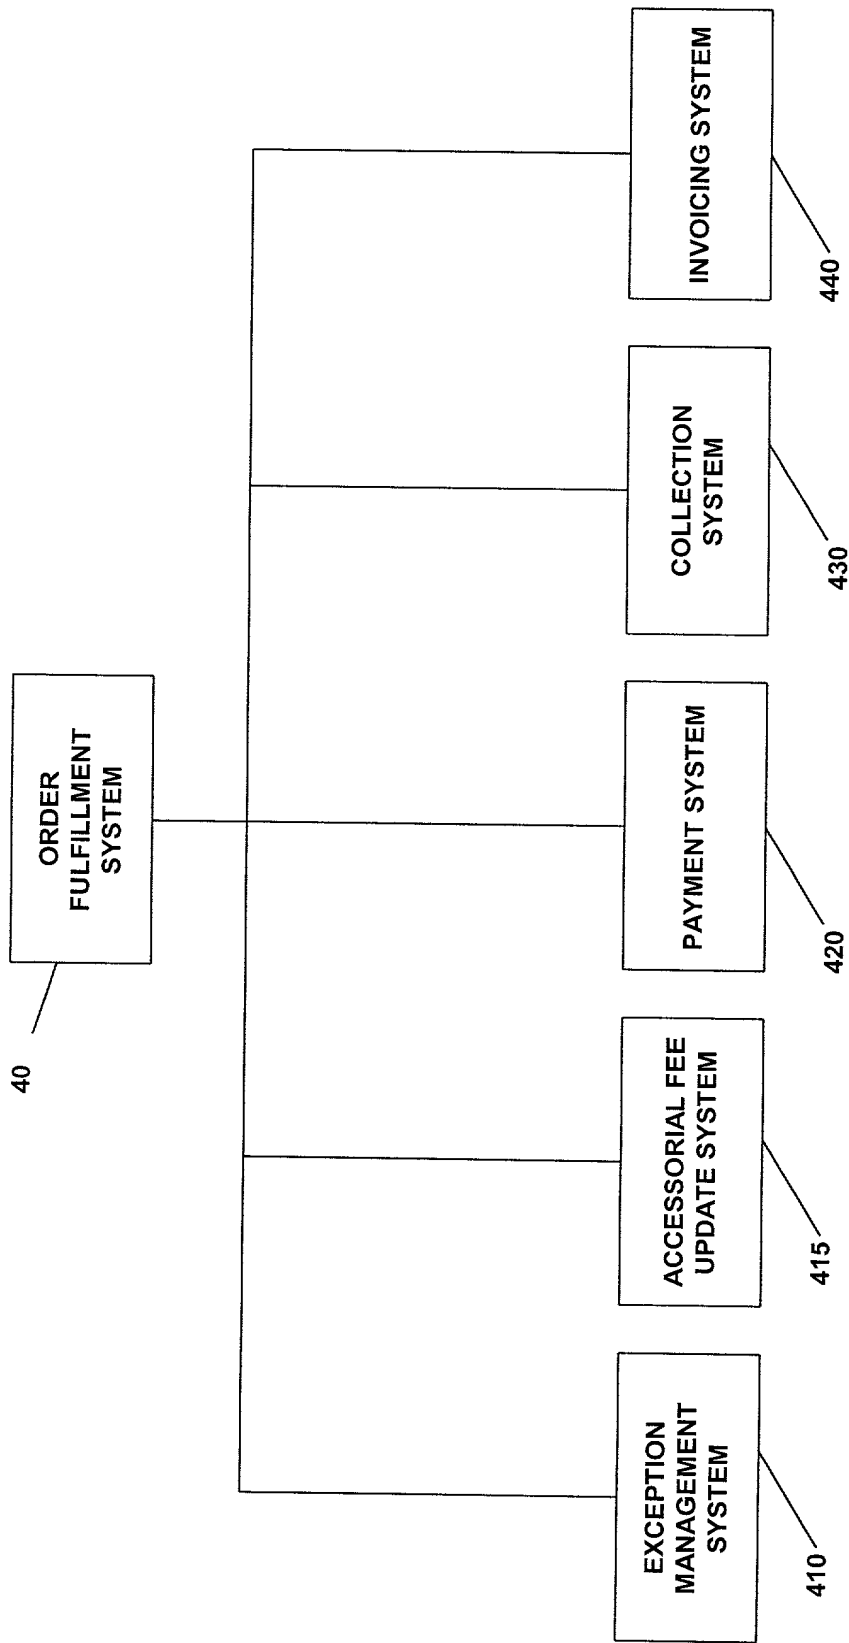 40
ORDER
FULFILLMENT
SYSTEM
EXCEPTION
MANAGEMENT
SYSTEM
410
ACCESSORIAL FEE
UPDATE SYSTEM
415
PAYMENT SYSTEM
420
COLLECTION
SYSTEM
430
INVOICING SYSTEM
440